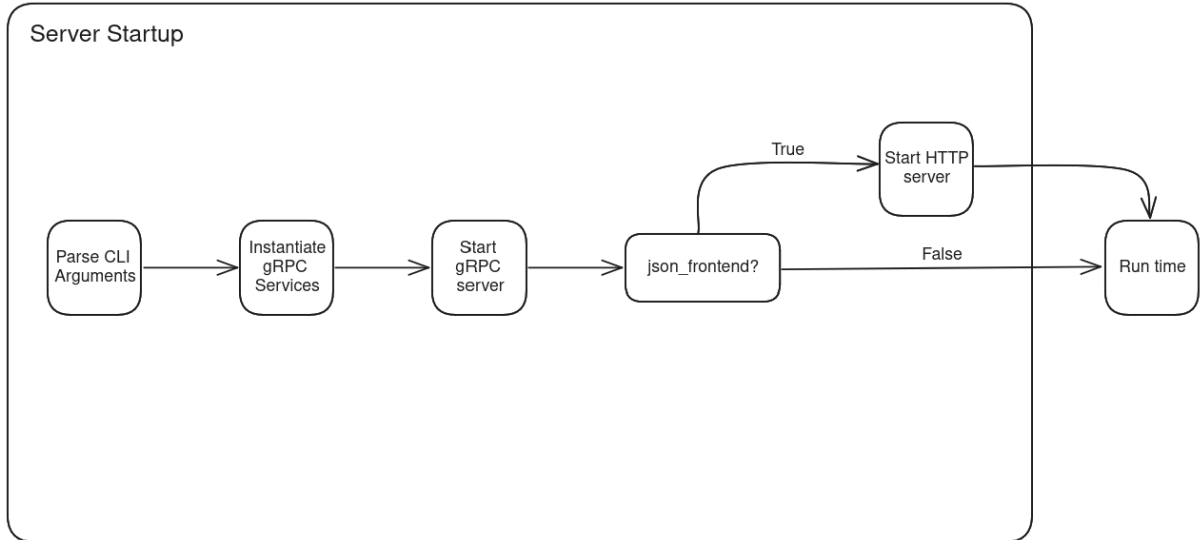 Server Startup
Parse CLI
Arguments
Instantiate
gRPC
Services
Start
gRPC
server
json_frontend?
True
Start HTTP
server
False
Run time